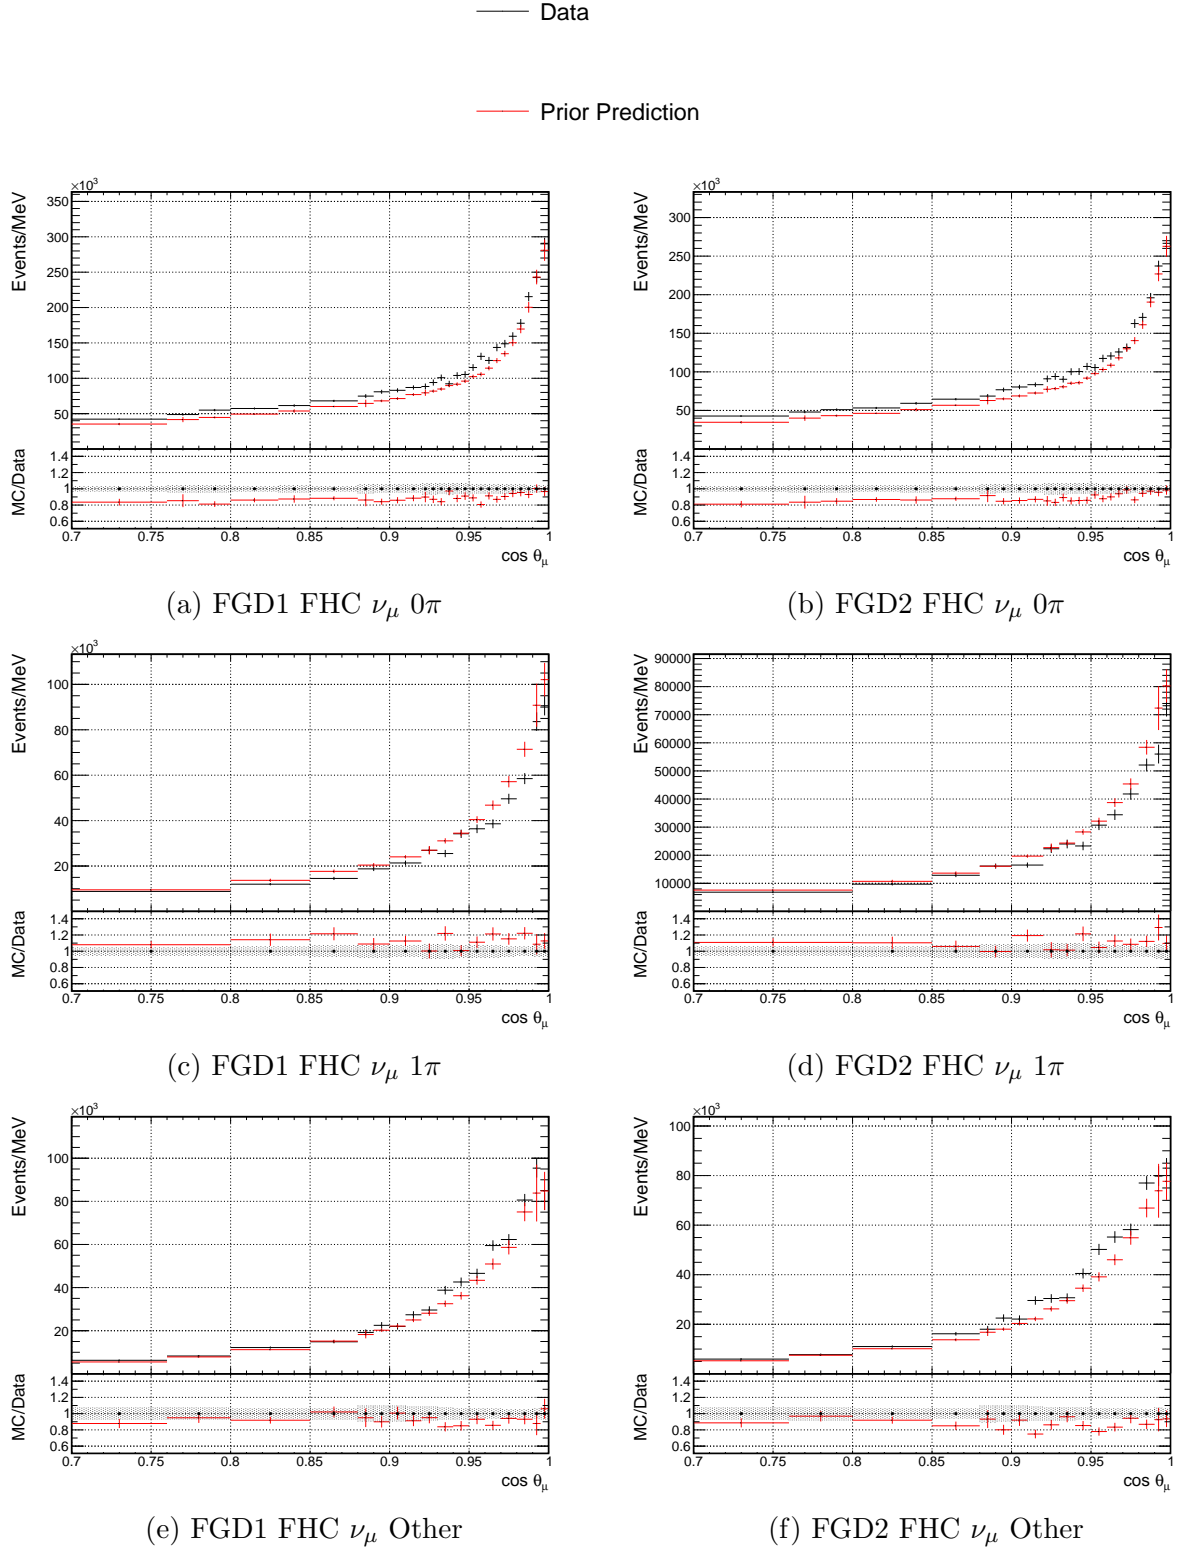 Data
Prior Prediction
×10³
Events/MeV
350
300
250
200
150
100
50
MC/Data
1.4
1.2
1
0.8
0.6
0.7 0.75 0.8 0.85 0.9 0.95 1
cos θμ
(a) FGD1 FHC νμ 0π
×10³
Events/MeV
300
250
200
150
100
50
MC/Data
1.4
1.2
1
0.8
0.6
0.7 0.75 0.8 0.85 0.9 0.95 1
cos θμ
(b) FGD2 FHC νμ 0π
×10³
Events/MeV
100
80
60
40
20
MC/Data
1.4
1.2
1
0.8
0.6
0.7 0.75 0.8 0.85 0.9 0.95 1
cos θμ
(c) FGD1 FHC νμ 1π
Events/MeV
90000
80000
70000
60000
50000
40000
30000
20000
10000
MC/Data
1.4
1.2
1
0.8
0.6
0.7 0.75 0.8 0.85 0.9 0.95 1
cos θμ
(d) FGD2 FHC νμ 1π
×10³
Events/MeV
100
80
60
40
20
MC/Data
1.4
1.2
1
0.8
0.6
0.7 0.75 0.8 0.85 0.9 0.95 1
cos θμ
(e) FGD1 FHC νμ Other
×10³
Events/MeV
100
80
60
40
20
MC/Data
1.4
1.2
1
0.8
0.6
0.7 0.75 0.8 0.85 0.9 0.95 1
cos θμ
(f) FGD2 FHC νμ Other